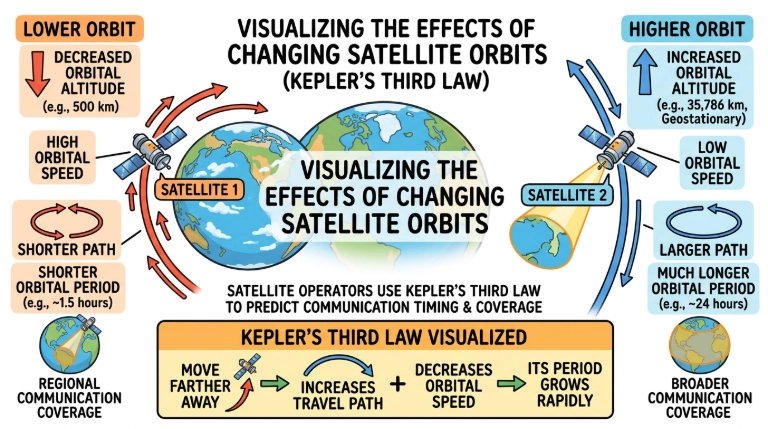 VISUALIZING THE EFFECTS OF
CHANGING SATELLITE ORBITS
(KEPLER'S THIRD LAW)
LOWER ORBIT
DECREASED
ORBITAL
ALTITUDE
(e.g., 500 km)
HIGH
ORBITAL
SPEED
SHORTER PATH
SHORTER
ORBITAL PERIOD
(e.g., ~1.5 hours)
REGIONAL
COMMUNICATION
COVERAGE
SATELLITE 1
VISUALIZING THE
EFFECTS OF CHANGING
SATELLITE ORBITS
SATELLITE 2
HIGHER ORBIT
INCREASED
ORBITAL
ALTITUDE
(e.g., 35,786 km,
Geostationary)
LOW
ORBITAL
SPEED
LARGER PATH
MUCH LONGER
ORBITAL PERIOD
(e.g., ~24 hours)
BROADER
COMMUNICATION
COVERAGE
SATELLITE OPERATORS USE KEPLER'S THIRD LAW
TO PREDICT COMMUNICATION TIMING & COVERAGE
KEPLER'S THIRD LAW VISUALIZED
MOVE
FARTHER
AWAY
INCREASES
TRAVEL PATH
+
DECREASES
ORBITAL
SPEED
ITS PERIOD
GROWS
RAPIDLY